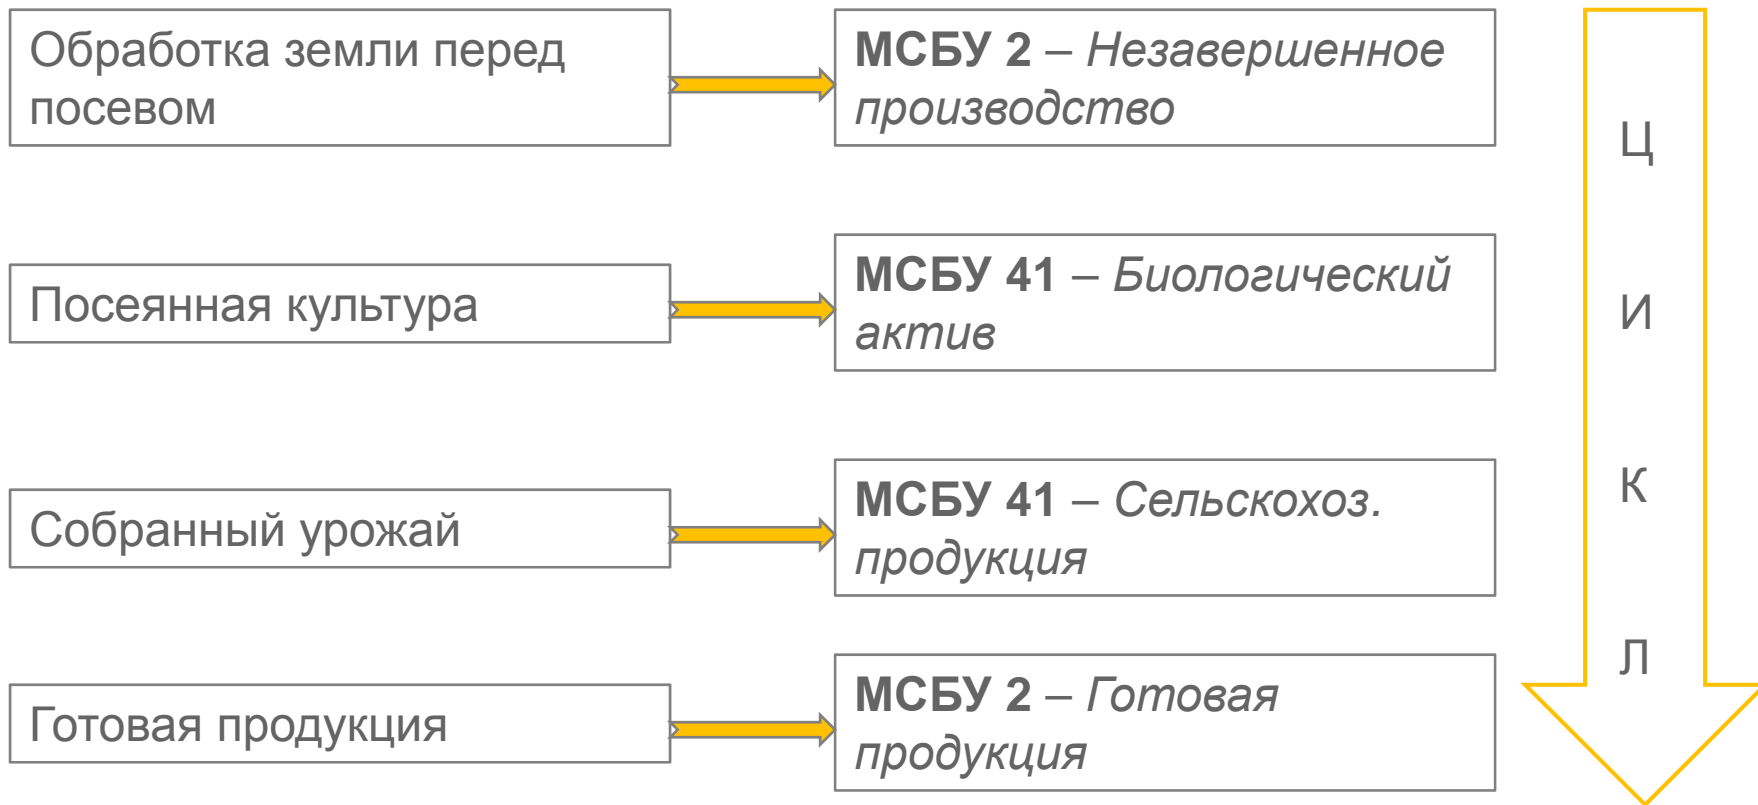 Обработка земли перед
посевом
МСБУ 2 – Незавершенное
производство
Посеянная культура
МСБУ 41 – Биологический
актив
Собранный урожай
МСБУ 41 – Сельскохоз.
продукция
Готовая продукция
МСБУ 2 – Готовая
продукция
Ц
И
К
Л